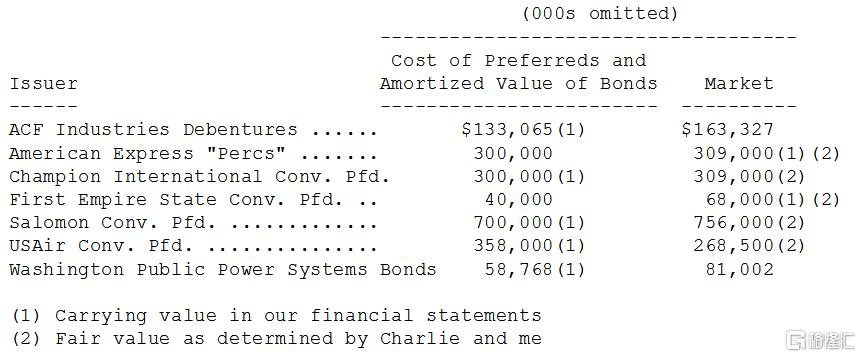 (000s omitted)
-----------------------------------
Cost of Preferreds and
Issuer Amortized Value of Bonds Market
------ ----------------------- ----------
ACF Industries Debentures ...... $133,065(1) $163,327
American Express "Percs" ....... 300,000 309,000(1)(2)
Champion International Conv. Pfd. 300,000(1) 309,000(2)
First Empire State Conv. Pfd. .. 40,000 68,000(1)(2)
Salomon Conv. Pfd. ............. 700,000(1) 756,000(2)
USAir Conv. Pfd. ............... 358,000(1) 268,500(2)
Washington Public Power Systems Bonds 58,768(1) 81,002
(1) Carrying value in our financial statements
(2) Fair value as determined by Charlie and me
格隆汇